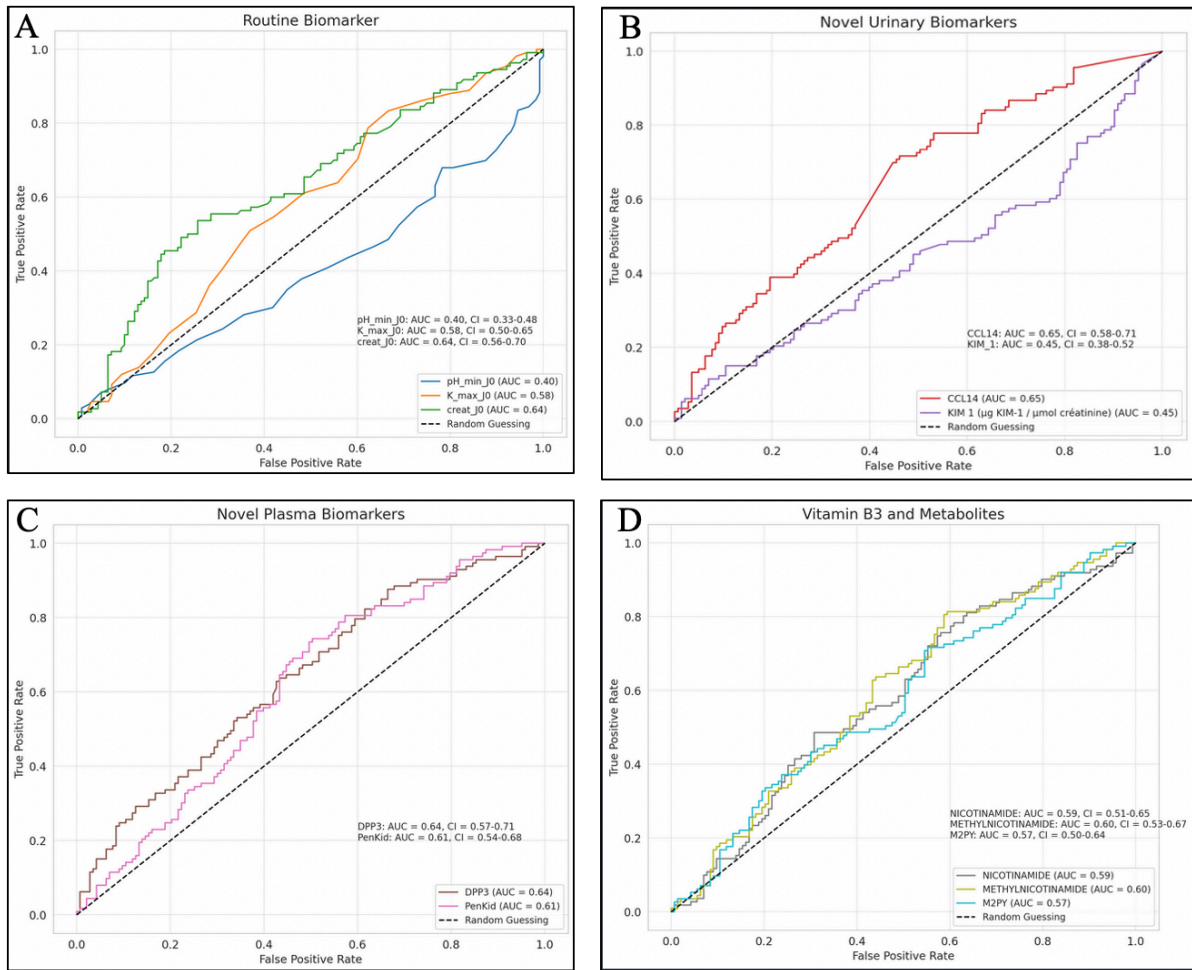 A
Routine Biomarker
True Positive Rate
1.0
0.8
0.6
0.4
0.2
0.0
pH_min_J0: AUC = 0.40, CI = 0.33-0.48
K_max_J0: AUC = 0.58, CI = 0.50-0.65
creat_J0: AUC = 0.64, CI = 0.56-0.70
pH_min_J0 (AUC = 0.40)
K_max_J0 (AUC = 0.58)
creat_J0 (AUC = 0.64)
Random Guessing
0.0 0.2 0.4 0.6 0.8 1.0
False Positive Rate
B
Novel Urinary Biomarkers
True Positive Rate
1.0
0.8
0.6
0.4
0.2
0.0
CCL14: AUC = 0.65, CI = 0.58-0.71
KIM_1: AUC = 0.45, CI = 0.38-0.52
CCL14 (AUC = 0.65)
KIM 1 (µg KIM-1 / µmol créatinine) (AUC = 0.45)
Random Guessing
0.0 0.2 0.4 0.6 0.8 1.0
False Positive Rate
C
Novel Plasma Biomarkers
True Positive Rate
1.0
0.8
0.6
0.4
0.2
0.0
DPP3: AUC = 0.64, CI = 0.57-0.71
PenKid: AUC = 0.61, CI = 0.54-0.68
DPP3 (AUC = 0.64)
PenKid (AUC = 0.61)
Random Guessing
0.0 0.2 0.4 0.6 0.8 1.0
False Positive Rate
D
Vitamin B3 and Metabolites
True Positive Rate
1.0
0.8
0.6
0.4
0.2
0.0
NICOTINAMIDE: AUC = 0.59, CI = 0.51-0.65
METHYLNICOTINAMIDE: AUC = 0.60, CI = 0.53-0.67
M2PY: AUC = 0.57, CI = 0.50-0.64
NICOTINAMIDE (AUC = 0.59)
METHYLNICOTINAMIDE (AUC = 0.60)
M2PY (AUC = 0.57)
Random Guessing
0.0 0.2 0.4 0.6 0.8 1.0
False Positive Rate